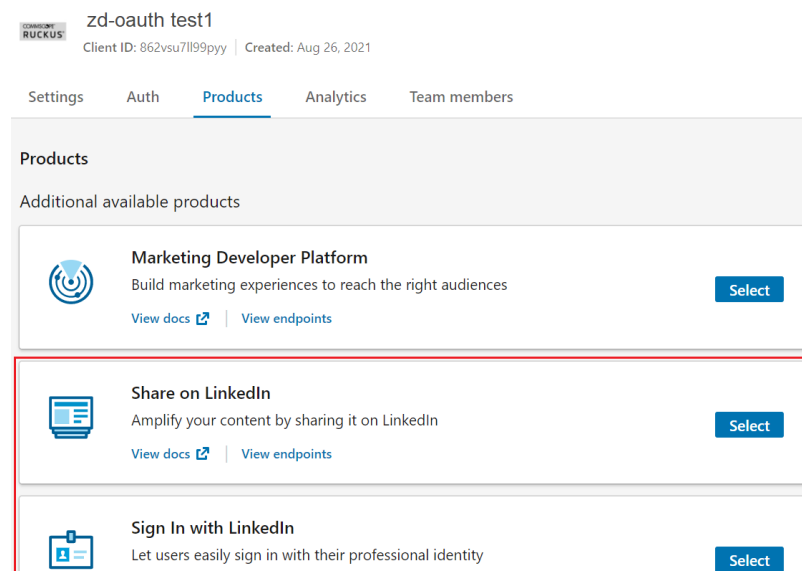 COMMSCOPE
RUCKUS
zd-oauth test1
Client ID: 862vsu7ll99pyy Created: Aug 26, 2021
Settings Auth Products Analytics Team members
Products
Additional available products
Marketing Developer Platform
Build marketing experiences to reach the right audiences
Select
View docs View endpoints
Share on LinkedIn
Amplify your content by sharing it on LinkedIn
Select
View docs View endpoints
Sign In with LinkedIn
Let users easily sign in with their professional identity
Select